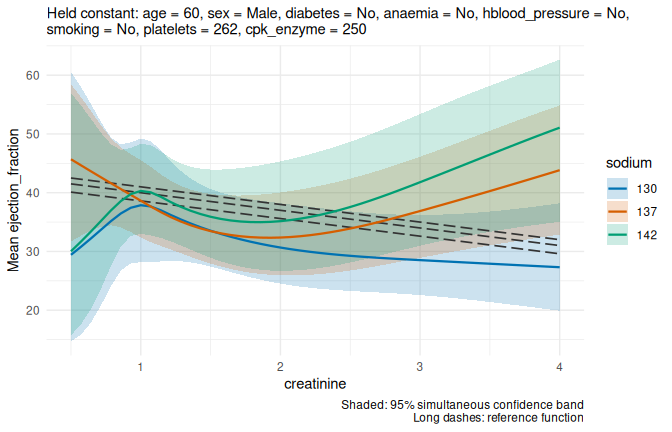 Held constant: age = 60, sex = Male, diabetes = No, anaemia = No, hblood_pressure = No,
smoking = No, platelets = 262, cpk_enzyme = 250
Mean ejection_fraction
60
50
40
30
20
1
2
3
4
creatinine
sodium
130
137
142
Shaded: 95% simultaneous confidence band
Long dashes: reference function